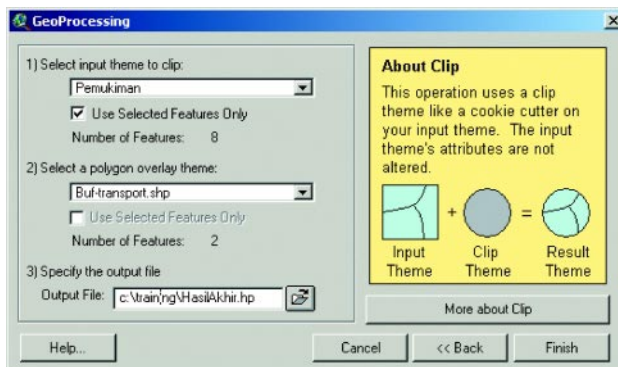 GeoProcessing
1) Select input theme to clip:
Pemukiman
Use Selected Features Only
Number of Features: 8
2) Select a polygon overlay theme:
Buf-transport.shp
Use Selected Features Only
Number of Features: 2
3) Specify the output file
Output File: c:\training\HasilAkhir.hp
About Clip
This operation uses a clip
theme like a cookie cutter on
your input theme. The input
theme's attributes are not
altered.
+ =
Input Theme
Clip Theme
Result Theme
More about Clip
Help...
Cancel
<< Back
Finish